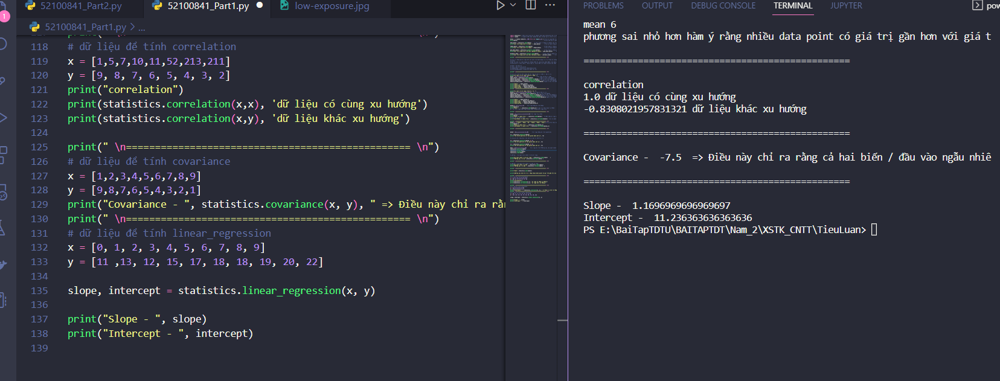 52100841_Part2.py
52100841_Part1.py
low-exposure.jpg
52100841_Part1.py > ...
118 # dữ liệu để tính correlation
119 x = [1,5,7,10,11,52,213,211]
120 y = [9, 8, 7, 6, 5, 4, 3, 2]
121 print("correlation")
122 print(statistics.correlation(x,x), 'dữ liệu có cùng xu hướng')
123 print(statistics.correlation(x,y), 'dữ liệu khác xu hướng')
124
125 print(" \n================================================= \n")
126 # dữ liệu để tính covariance
127 x = [1,2,3,4,5,6,7,8,9]
128 y = [9,8,7,6,5,4,3,2,1]
129 print("Covariance - ", statistics.covariance(x, y), " => Điều này chỉ ra rằn
130 print(" \n================================================= \n")
131 # dữ liệu để tính linear_regression
132 x = [0, 1, 2, 3, 4, 5, 6, 7, 8, 9]
133 y = [11 ,13, 12, 15, 17, 18, 18, 19, 20, 22]
134
135 slope, intercept = statistics.linear_regression(x, y)
136
137 print("Slope - ", slope)
138 print("Intercept - ", intercept)
139
1
PROBLEMS OUTPUT DEBUG CONSOLE TERMINAL JUPYTER
pow
mean 6
phương sai nhỏ hơn hàm ý rằng nhiều data point có giá trị gần hơn với giá t
=================================================
correlation
1.0 dữ liệu có cùng xu hướng
-0.8308021957831321 dữ liệu khác xu hướng
=================================================
Covariance -  -7.5  => Điều này chỉ ra rằng cả hai biến / đầu vào ngẫu nhiê
=================================================
Slope -  1.1696969696969697
Intercept -  11.236363636363636
PS E:\BaiTapTDTU\BAITAPTDT\Nam_2\XSTK_CNTT\TieuLuan>